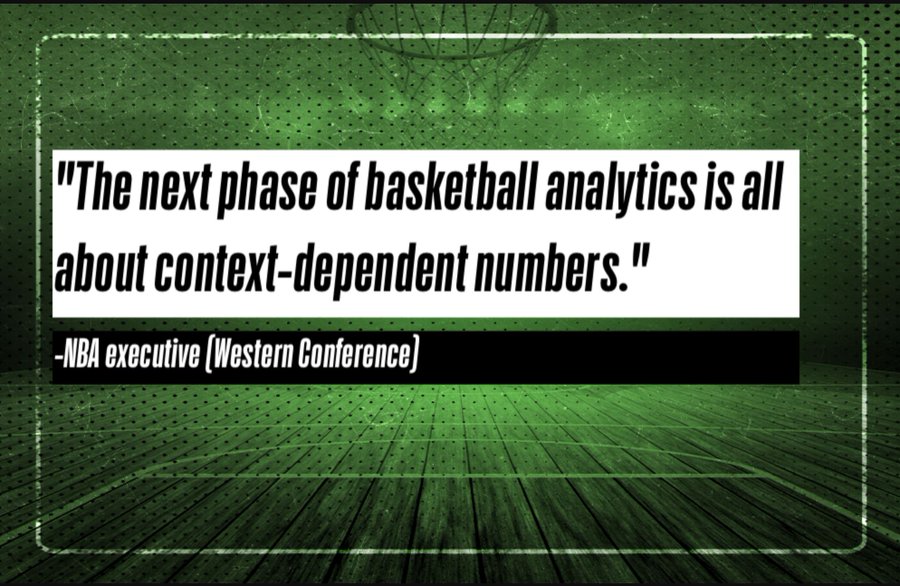 "The next phase of basketball analytics is all
about context-dependent numbers."
-NBA executive (Western Conference)